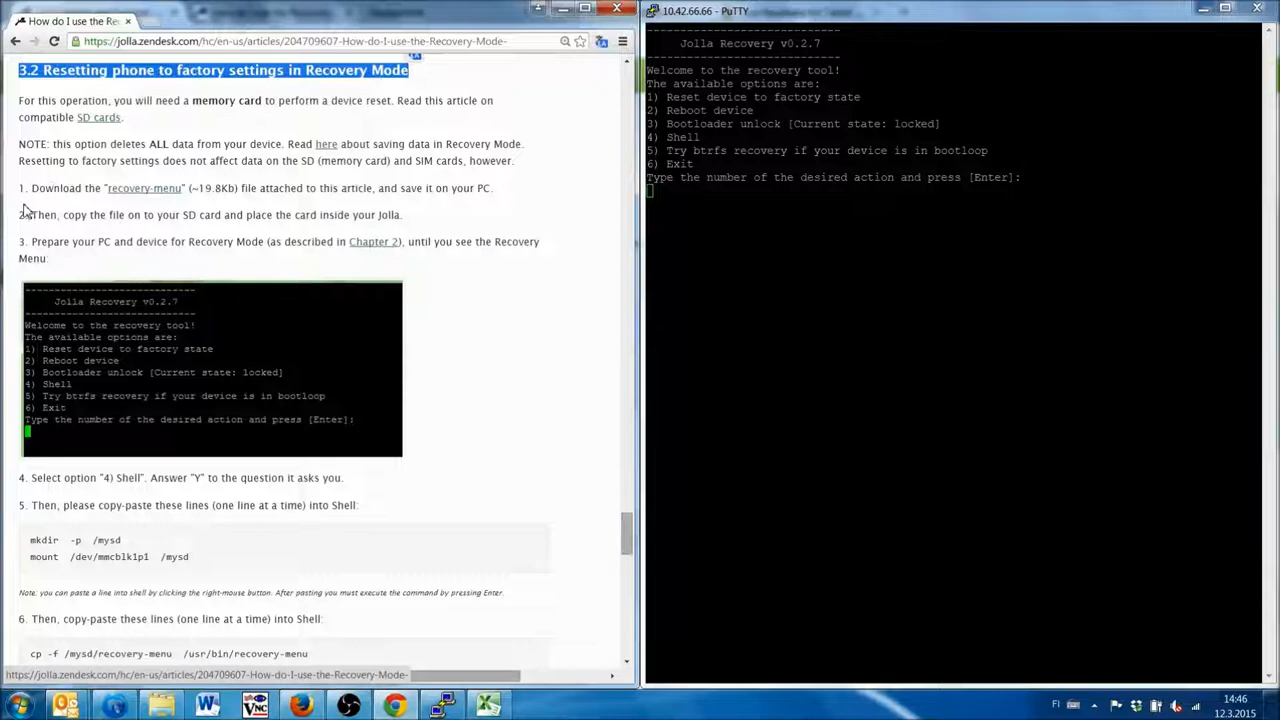 How do I use the Rec
https://jolla.zendesk.com/hc/en-us/articles/204709607-How-do-I-use-the-Recovery-Mode-
3.2 Resetting phone to factory settings in Recovery Mode
For this operation, you will need a memory card to perform a device reset. Read this article on
compatible SD cards.
NOTE: this option deletes ALL data from your device. Read here about saving data in Recovery Mode.
Resetting to factory settings does not affect data on the SD (memory card) and SIM cards, however.
1. Download the "recovery-menu" (~19.8Kb) file attached to this article, and save it on your PC.
2. Then, copy the file on to your SD card and place the card inside your Jolla.
3. Prepare your PC and device for Recovery Mode (as described in Chapter 2), until you see the Recovery
Menu:
-----------------------------
Jolla Recovery v0.2.7
-----------------------------
Welcome to the recovery tool!
The available options are:
1) Reset device to factory state
2) Reboot device
3) Bootloader unlock [Current state: locked]
4) Shell
5) Try btrfs recovery if your device is in bootloop
6) Exit
Type the number of the desired action and press [Enter]:
4. Select option "4) Shell". Answer "Y" to the question it asks you.
5. Then, please copy-paste these lines (one line at a time) into Shell:
mkdir -p /mysd
mount /dev/mmcblk1p1 /mysd
Note: you can paste a line into shell by clicking the right-mouse button. After pasting you must execute the command by pressing Enter.
6. Then, copy-paste these lines (one line at a time) into Shell:
cp -f /mysd/recovery-menu /usr/bin/recovery-menu
https://jolla.zendesk.com/hc/en-us/articles/204709607-How-do-I-use-the-Recovery-Mode-
10.42.66.66 - PuTTY
-----------------------------
Jolla Recovery v0.2.7
-----------------------------
Welcome to the recovery tool!
The available options are:
1) Reset device to factory state
2) Reboot device
3) Bootloader unlock [Current state: locked]
4) Shell
5) Try btrfs recovery if your device is in bootloop
6) Exit
Type the number of the desired action and press [Enter]:
VNC
FI
14:46
12.3.2015